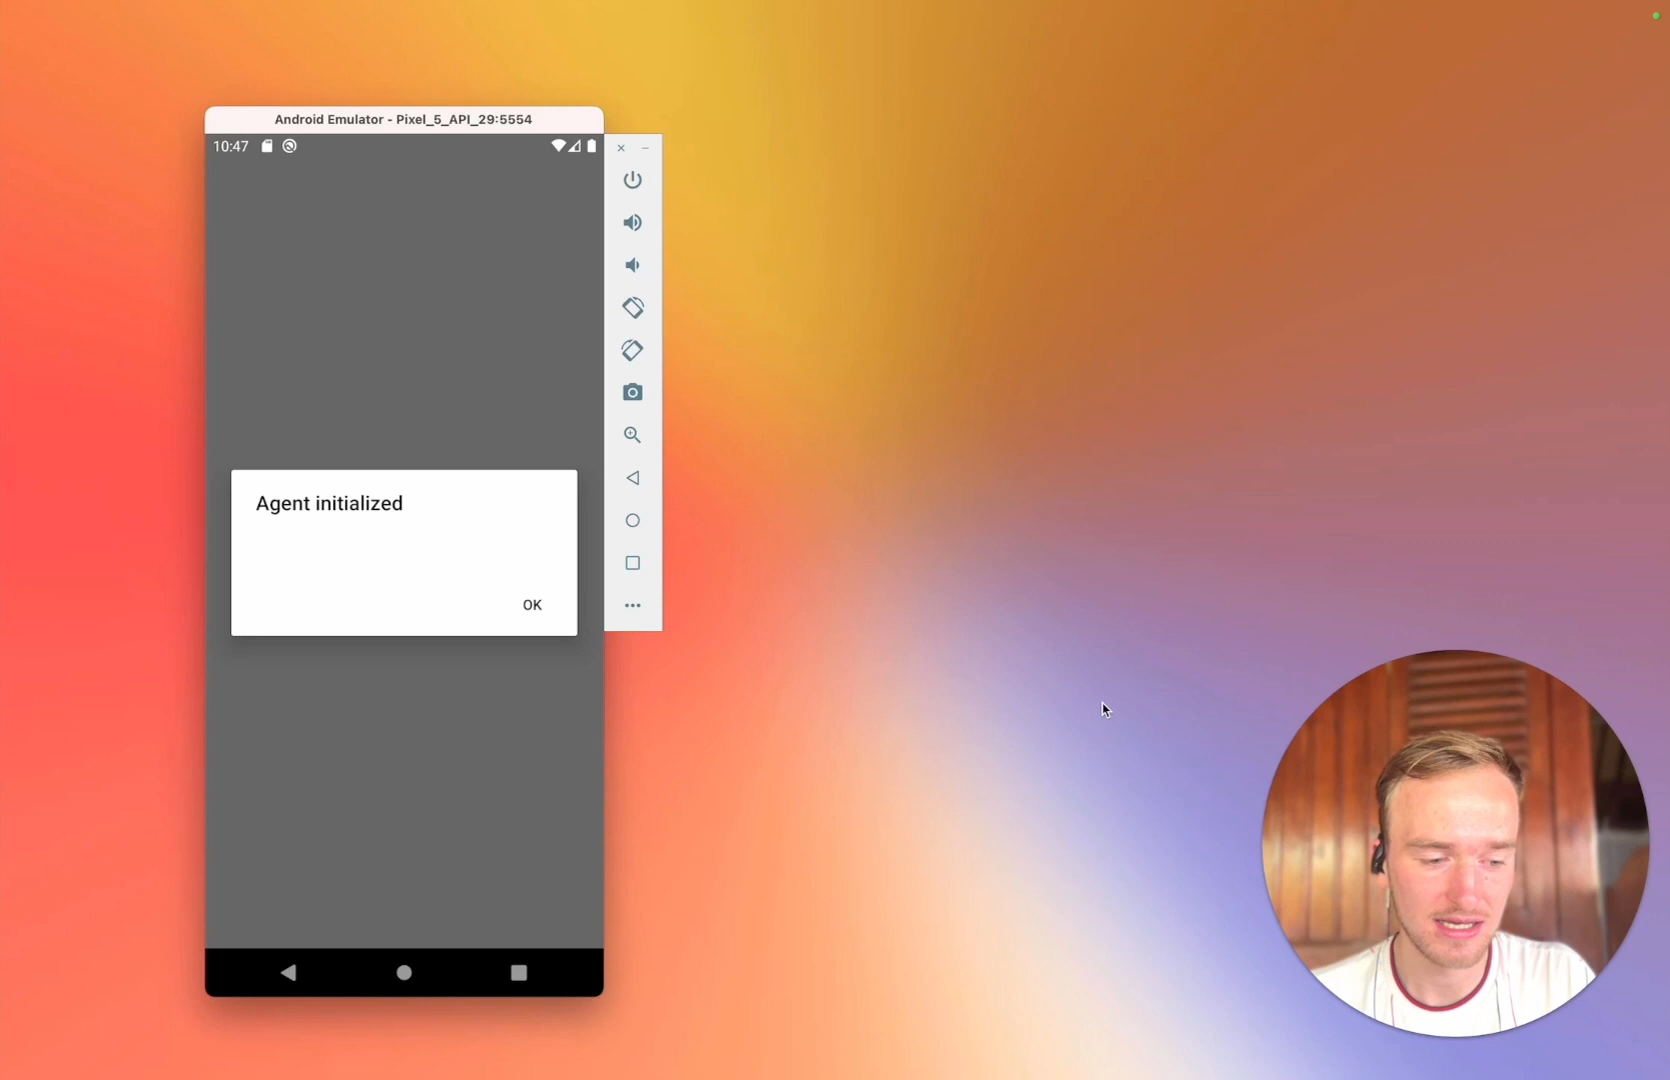 Android Emulator - Pixel_5_API_29:5554
10:47
Agent initialized
OK